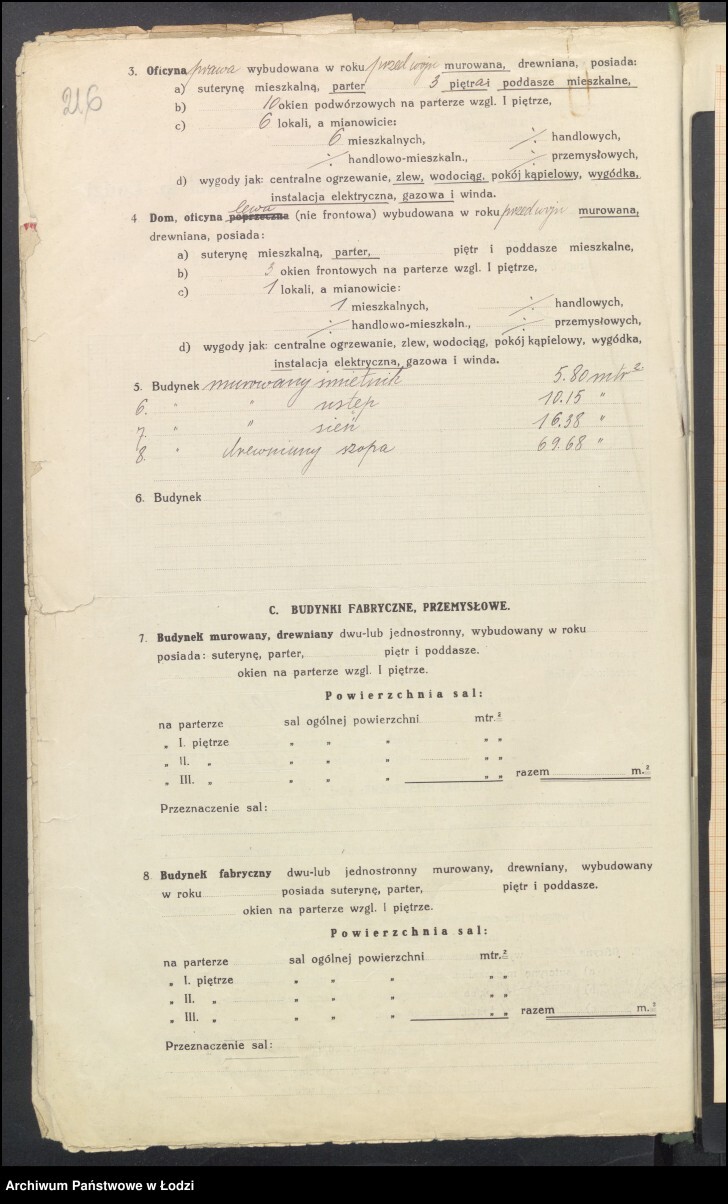 216
3. Oficyna prawa wybudowana w roku przed wojn murowana, drewniana, posiada:
a) suterynę mieszkalną, parter 3 piętra i poddasze mieszkalne,
b) 10 okien podwórzowych na parterze wzgl. I piętrze,
c) 6 lokali, a mianowicie:
6 mieszkalnych, ÷ handlowych,
÷ handlowo-mieszkaln., ÷ przemysłowych,
d) wygody jak: centralne ogrzewanie, zlew, wodociąg, pokój kąpielowy, wygódka,
instalacja elektryczna, gazowa i winda.
lewa
4 Dom, oficyna poprzeczna (nie frontowa) wybudowana w roku przed wojn murowana,
drewniana, posiada:
a) suterynę mieszkalną, parter, piętr i poddasze mieszkalne,
b) 3 okien frontowych na parterze wzgl. I piętrze,
c) 1 lokali, a mianowicie:
1 mieszkalnych, ÷ handlowych,
÷ handlowo-mieszkaln., ÷ przemysłowych,
d) wygody jak: centralne ogrzewanie, zlew, wodociąg, pokój kąpielowy, wygódka,
instalacja elektryczna, gazowa i winda.
5. Budynek murowany śmietnik 5.80 mtr²
6. " " ustęp 10.15 "
7. " " sień 16.38 "
8. " drewniany szopa 69.68 "
6. Budynek
C. BUDYNKI FABRYCZNE, PRZEMYSŁOWE.
7. Budynek murowany, drewniany dwu-lub jednostronny, wybudowany w roku
posiada: suterynę, parter, piętr i poddasze.
okien na parterze wzgl. I piętrze.
Powierzchnia sal:
na parterze sal ogólnej powierzchni mtr.²
„ I. piętrze „ „ „ „ „
„ II. „ „ „ „ „ „
„ III. „ „ „ „ „ „ razem m.²
Przeznaczenie sal:
8. Budynek fabryczny dwu-lub jednostronny murowany, drewniany, wybudowany
w roku posiada suterynę, parter, piętr i poddasze.
okien na parterze wzgl. I piętrze.
Powierzchnia sal:
na parterze sal ogólnej powierzchni mtr.²
„ I. piętrze „ „ „ „ „
„ II. „ „ „ „ „ „
„ III. „ „ „ „ „ „ razem m.²
Przeznaczenie sal:
Archiwum Państwowe w Łodzi